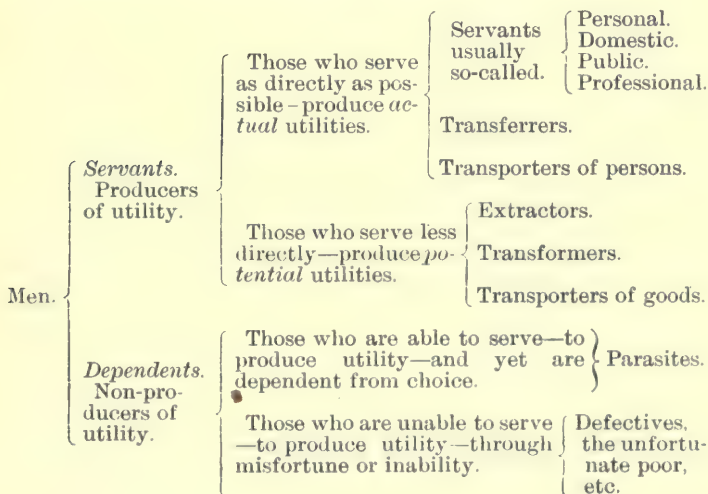 Those who serve
as directly as pos-
sible – produce ac-
tual utilities.
Servants
usually
so-called.
Personal.
Domestic.
Public.
Professional.
Transferrers.
Transporters of persons.
Servants.
Producers
of utility.
Those who serve less
directly—produce po-
tential utilities.
Extractors.
Transformers.
Transporters of goods.
Men.
Dependents.
Non-pro-
ducers of
utility.
Those who are able to serve—to
produce utility—and yet are
dependent from choice.
Parasites.
Those who are unable to serve
—to produce utility—through
misfortune or inability.
Defectives,
the unfortu-
nate poor,
etc.